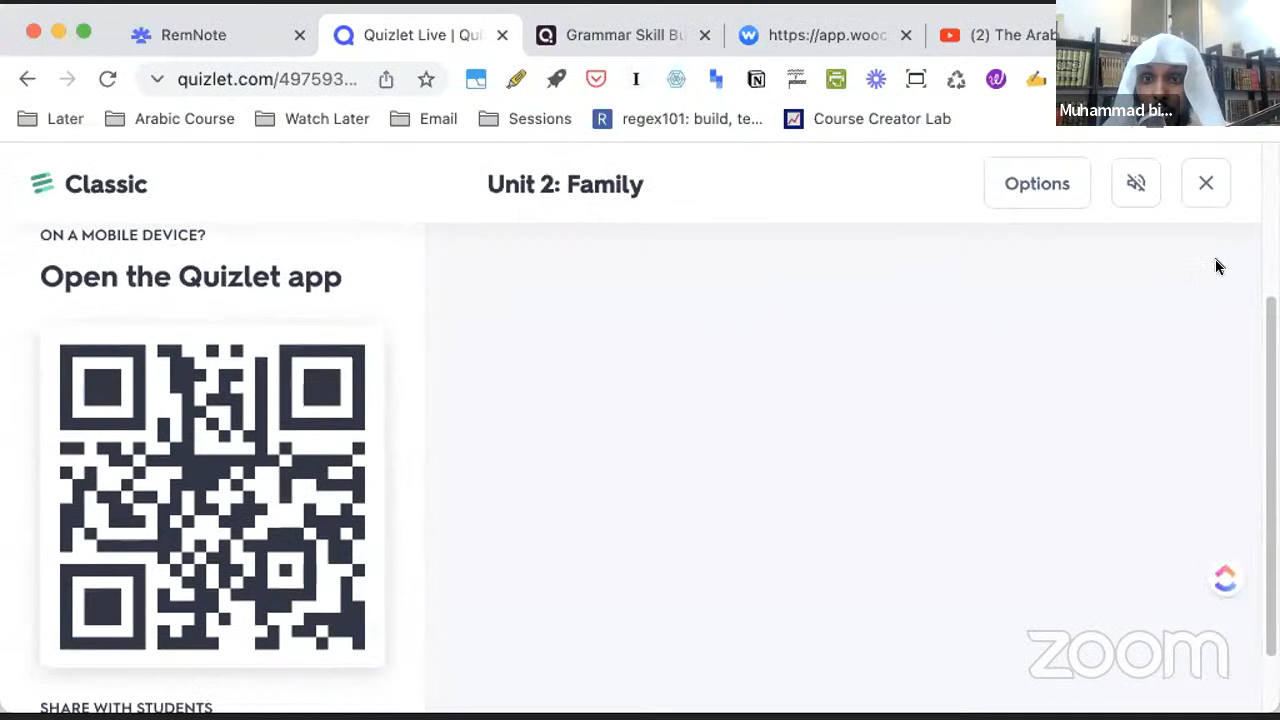 RemNote
Quizlet Live | Qui
Grammar Skill Bu
https://app.wooc
(2) The Arab
quizlet.com/497593...
Later
Arabic Course
Watch Later
Email
Sessions
R
regex101: build, te...
Course Creator Lab
Muhammad bi...
Classic
Unit 2: Family
Options
ON A MOBILE DEVICE?
Open the Quizlet app
SHARE WITH STUDENTS
zoom